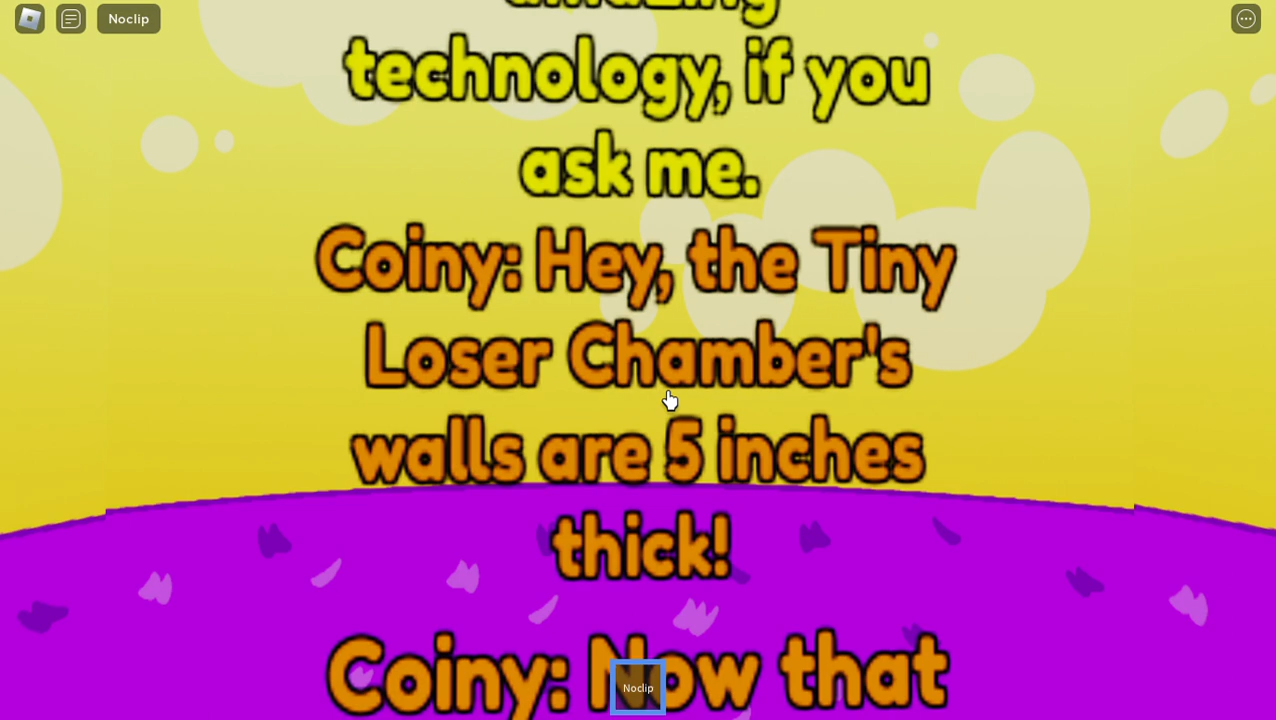 Noclip
amazing
technology, if you
ask me.
Coiny: Hey, the Tiny
Loser Chamber's
walls are 5 inches
thick!
Coiny: Now that
Noclip